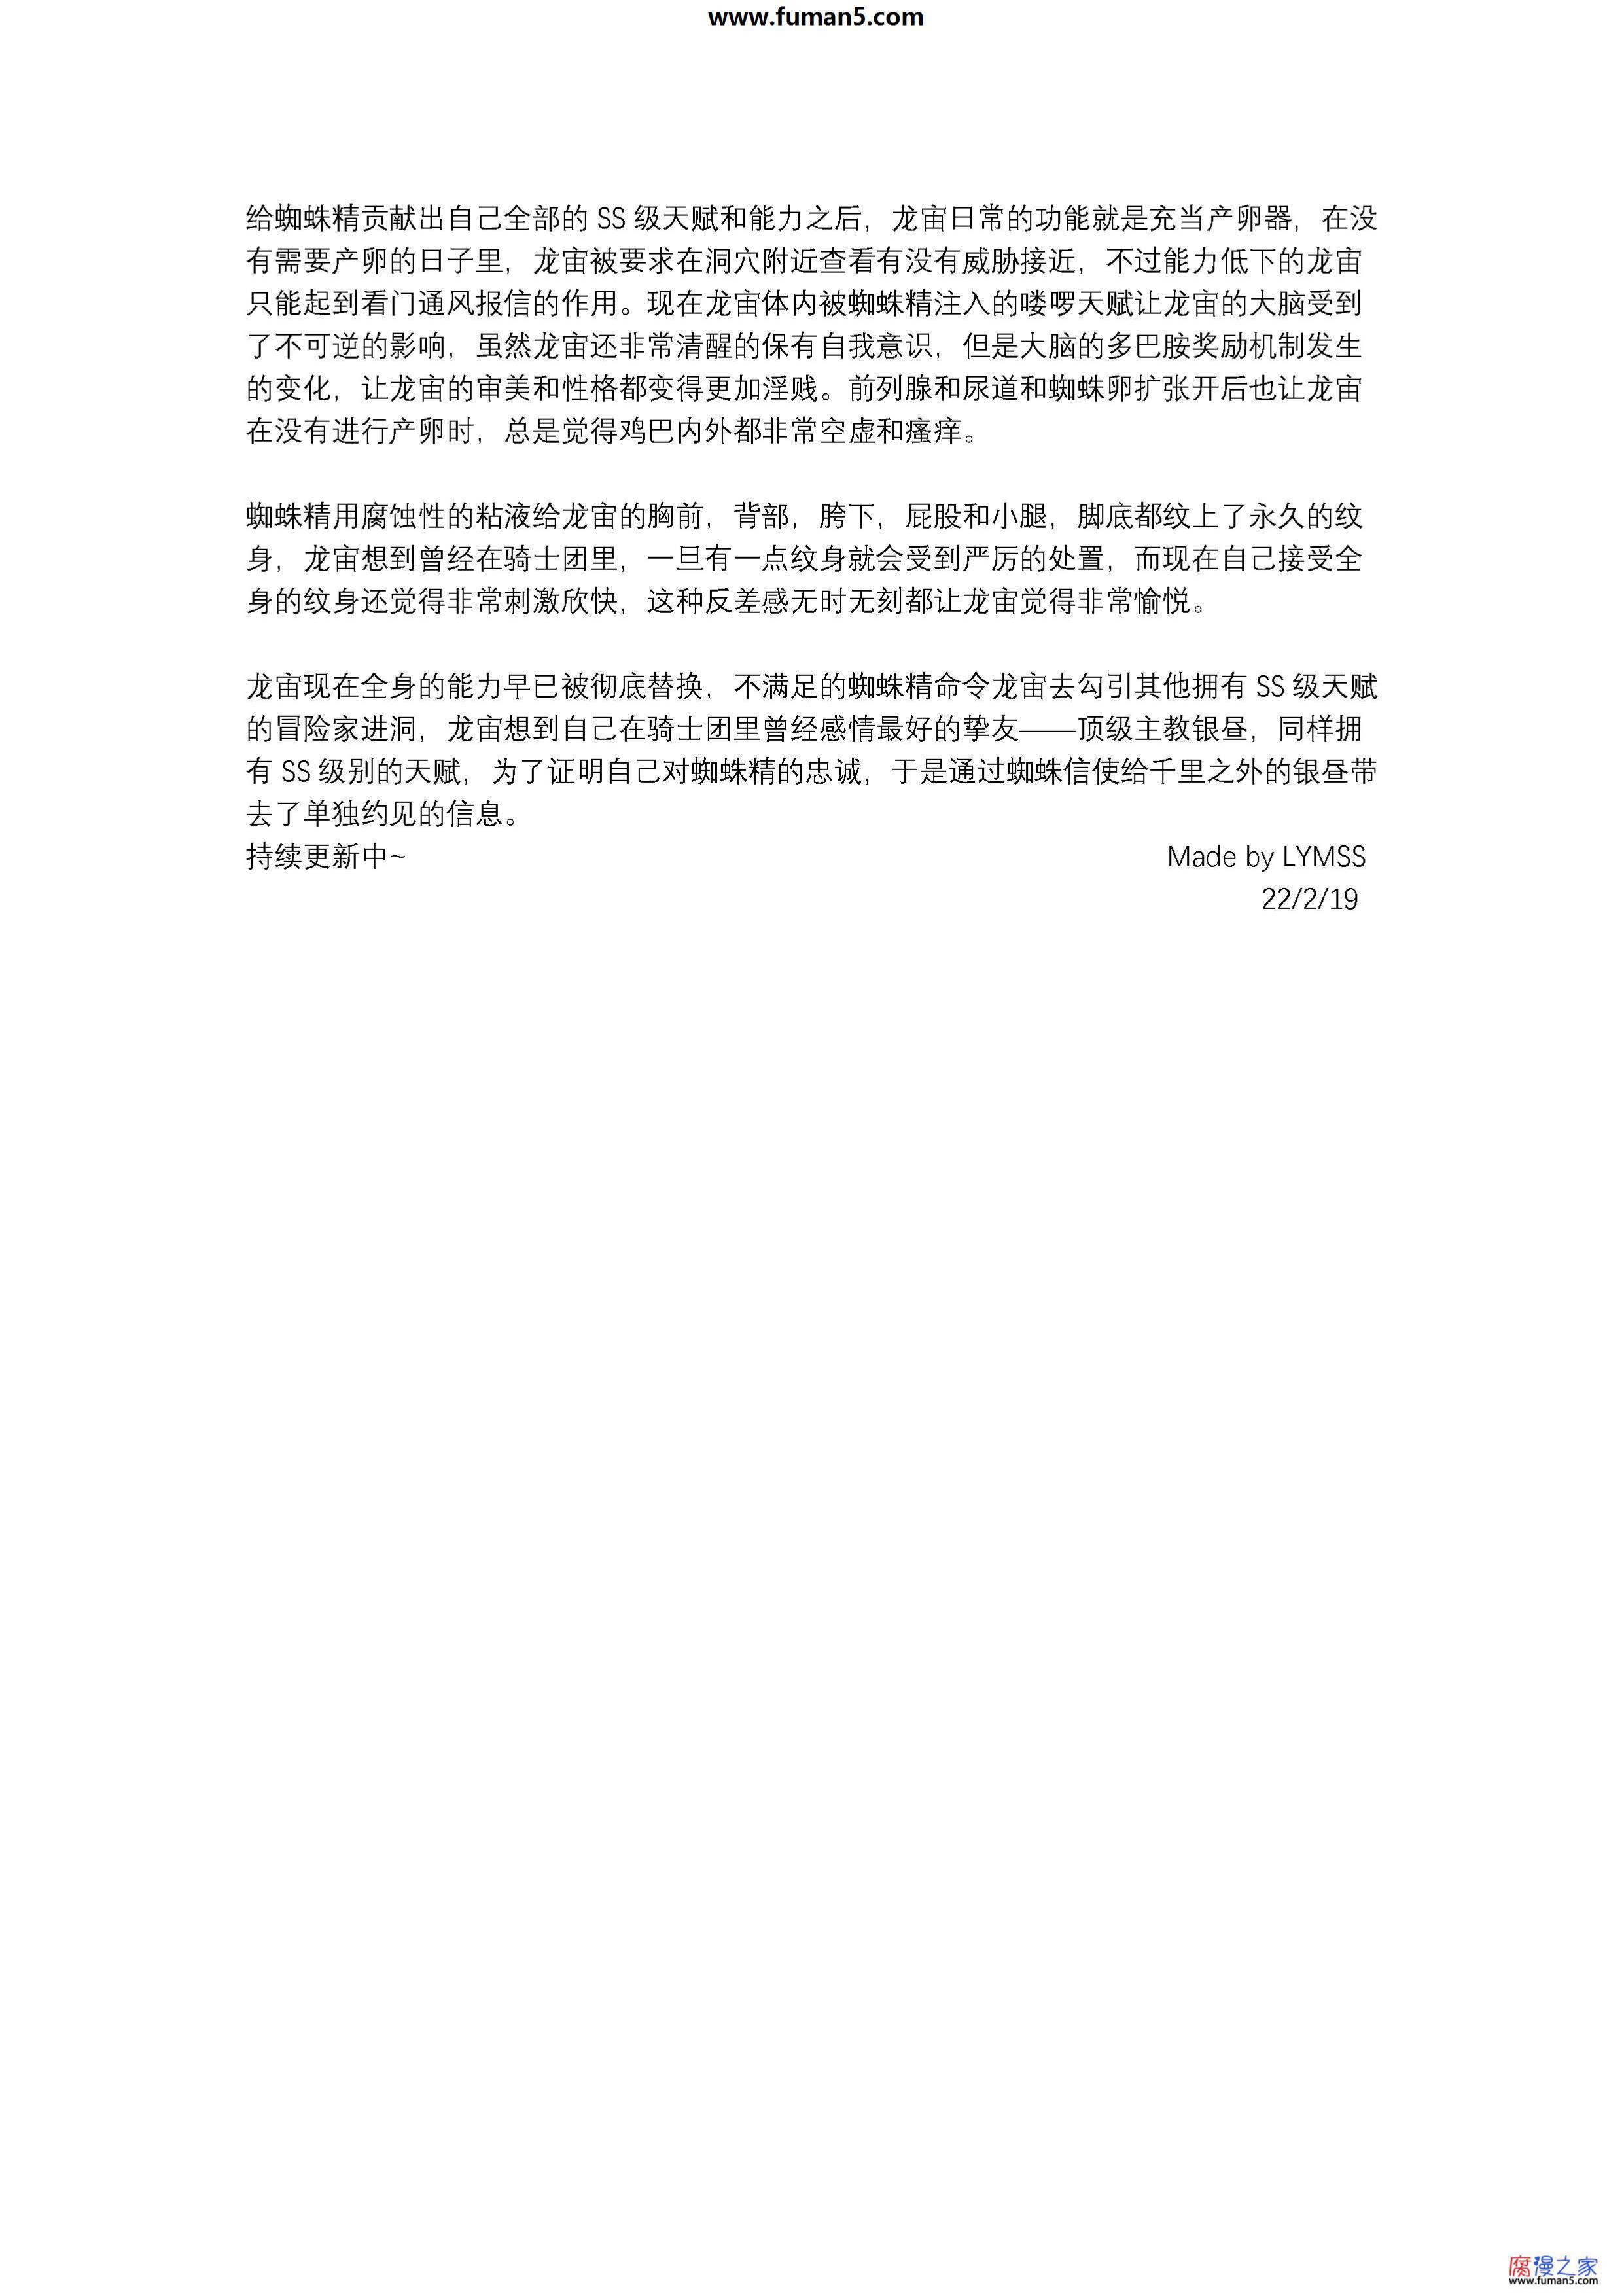 www.fuman5.com
给蜘蛛精贡献出自己全部的 SS 级天赋和能力之后，龙宙日常的功能就是充当产卵器，在没
有需要产卵的日子里，龙宙被要求在洞穴附近查看有没有威胁接近，不过能力低下的龙宙
只能起到看门通风报信的作用。现在龙宙体内被蜘蛛精注入的喽啰天赋让龙宙的大脑受到
了不可逆的影响，虽然龙宙还非常清醒的保有自我意识，但是大脑的多巴胺奖励机制发生
的变化，让龙宙的审美和性格都变得更加淫贱。前列腺和尿道和蜘蛛卵扩张开后也让龙宙
在没有进行产卵时，总是觉得鸡巴内外都非常空虚和瘙痒。
蜘蛛精用腐蚀性的粘液给龙宙的胸前，背部，胯下，屁股和小腿，脚底都纹上了永久的纹
身，龙宙想到曾经在骑士团里，一旦有一点纹身就会受到严厉的处置，而现在自己接受全
身的纹身还觉得非常刺激欣快，这种反差感无时无刻都让龙宙觉得非常愉悦。
龙宙现在全身的能力早已被彻底替换，不满足的蜘蛛精命令龙宙去勾引其他拥有 SS 级天赋
的冒险家进洞，龙宙想到自己在骑士团里曾经感情最好的挚友——顶级主教银昼，同样拥
有 SS 级别的天赋，为了证明自己对蜘蛛精的忠诚，于是通过蜘蛛信使给千里之外的银昼带
去了单独约见的信息。
持续更新中~ Made by LYMSS
22/2/19
腐漫之家
www.fuman5.com